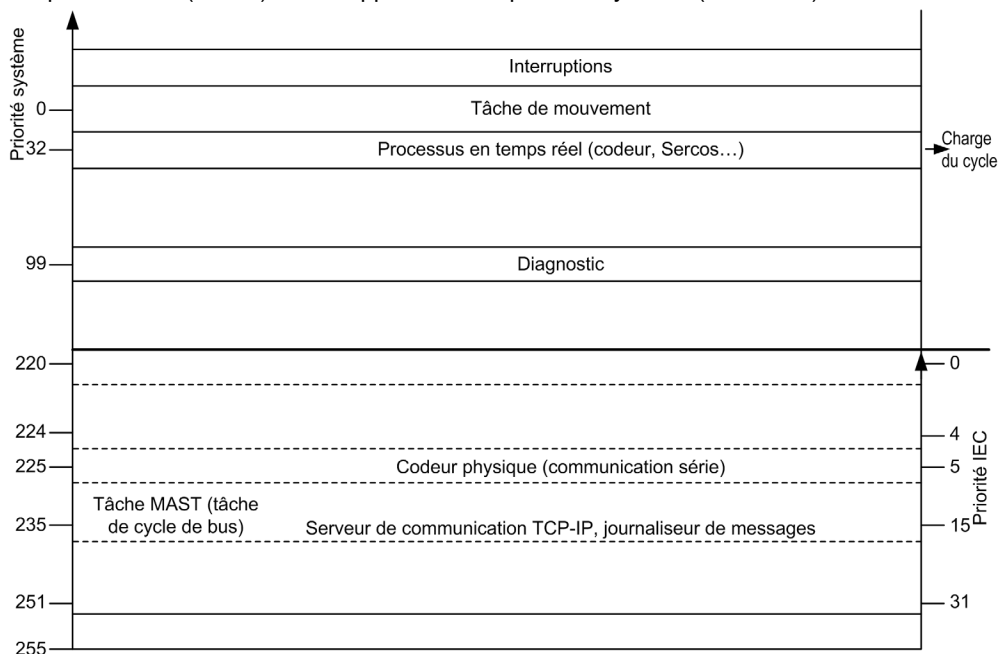 Interruptions
Priorité système
0
Tâche de mouvement
32
Processus en temps réel (codeur, Sercos…)
Charge
du cycle
99
Diagnostic
220
0
224
4
225
Codeur physique (communication série)
5
Priorité IEC
Tâche MAST (tâche
de cycle de bus)
235
Serveur de communication TCP-IP, journaliseur de messages
15
251
31
255